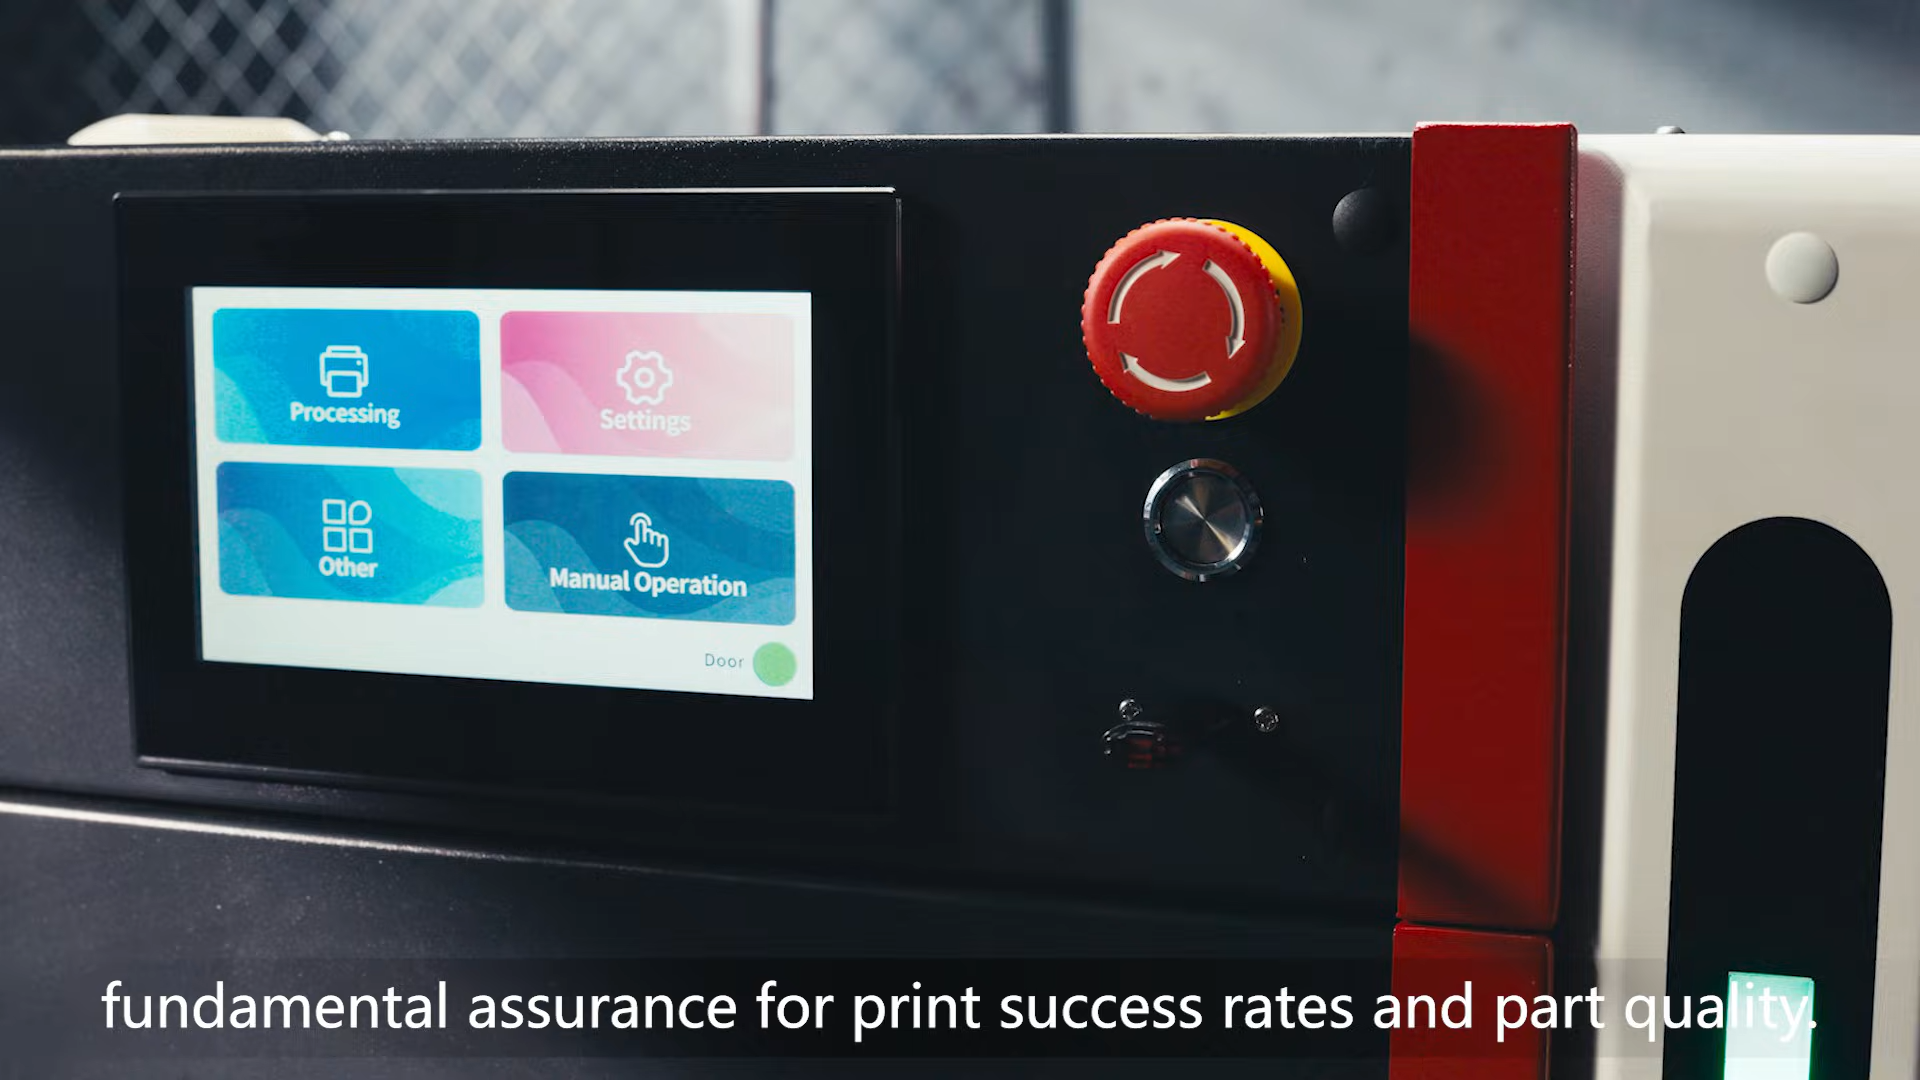 Processing
Settings
Other
Manual Operation
Door
fundamental assurance for print success rates and part quality.